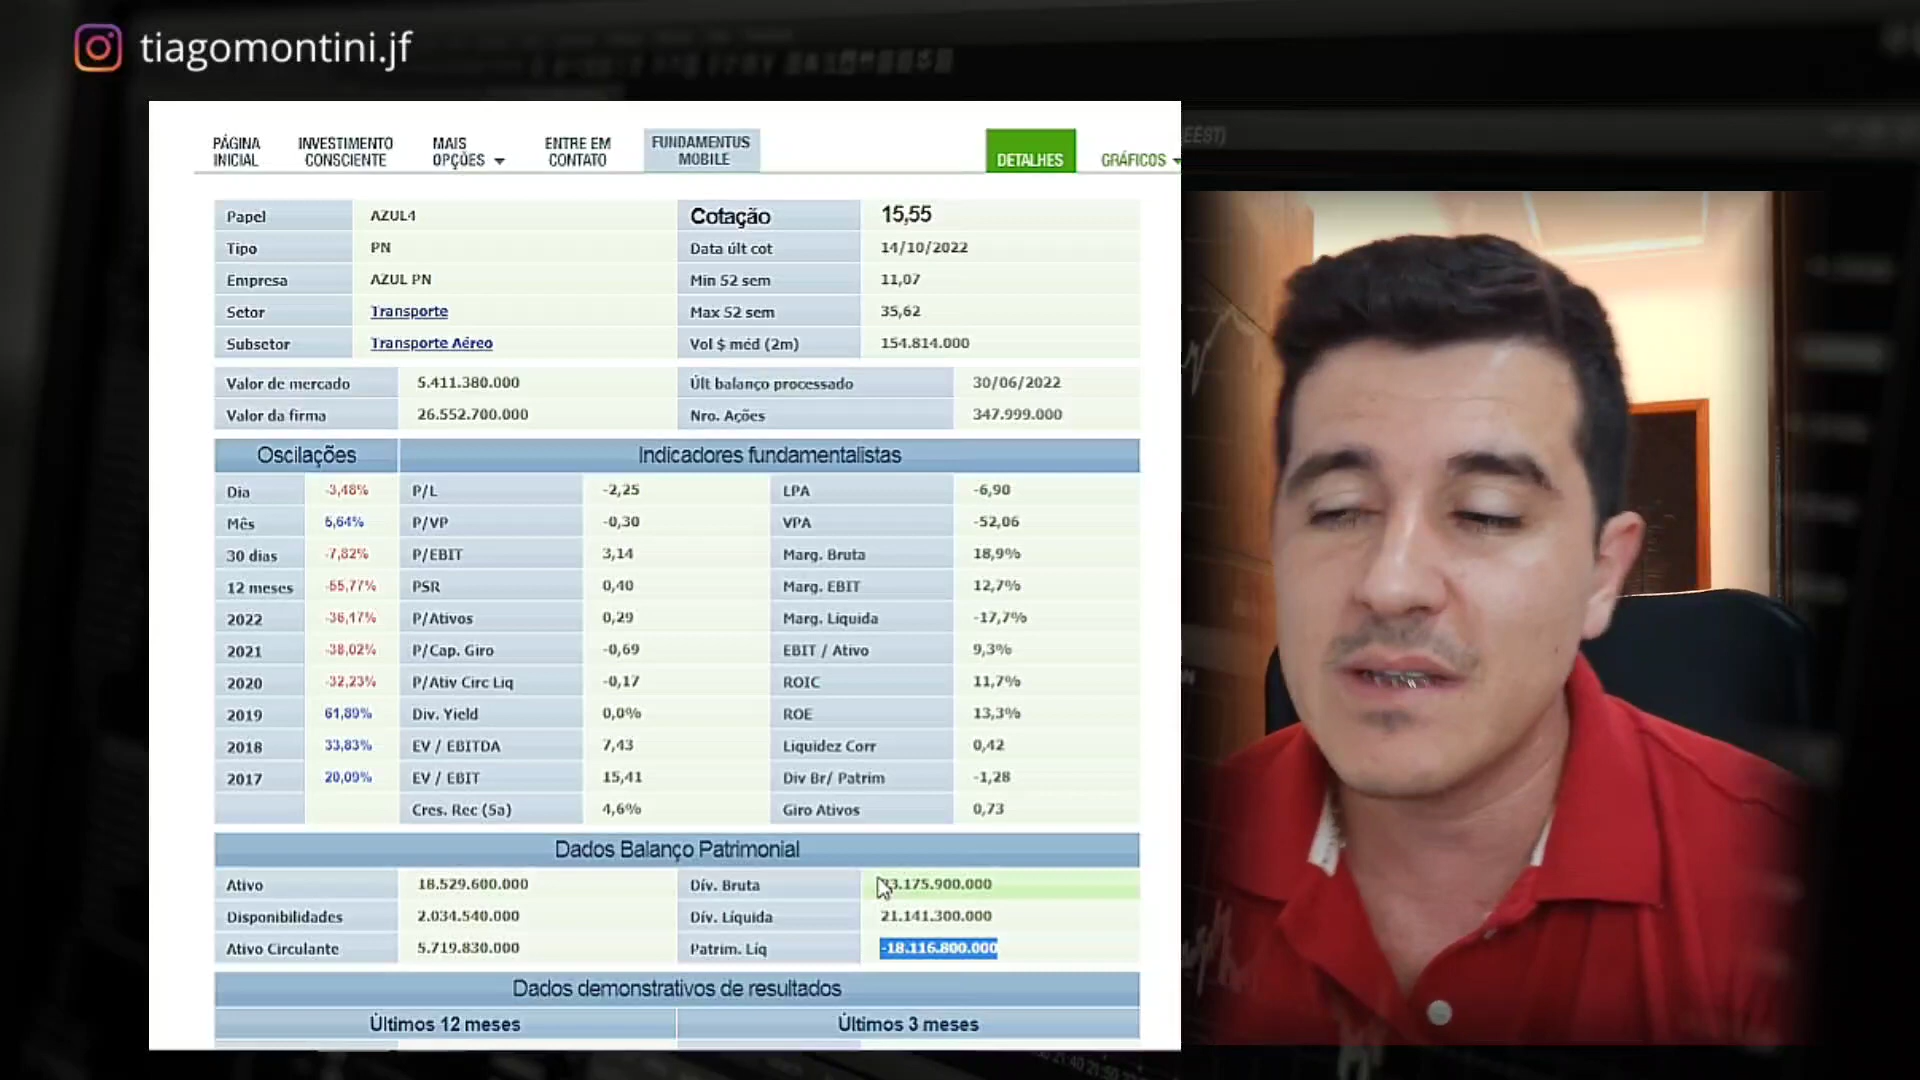 tiagomontini.jf
PÁGINA INICIAL
INVESTIMENTO CONSCIENTE
MAIS OPÇÕES
ENTRE EM CONTATO
FUNDAMENTUS MOBILE
DETALHES
GRÁFICOS
Papel AZUL4 Cotação 15,55
Tipo PN Data últ cot 14/10/2022
Empresa AZUL PN Min 52 sem 11,07
Setor Transporte Max 52 sem 35,62
Subsetor Transporte Aéreo Vol $ méd (2m) 154.814.000
Valor de mercado 5.411.380.000 Últ balanço processado 30/06/2022
Valor da firma 26.552.700.000 Nro. Ações 347.999.000
Oscilações Indicadores fundamentalistas
Dia -3,48% P/L -2,25 LPA -6,90
Mês 5,64% P/VP -0,30 VPA -52,06
30 dias -7,82% P/EBIT 3,14 Marg. Bruta 18,9%
12 meses -55,77% PSR 0,40 Marg. EBIT 12,7%
2022 -36,17% P/Ativos 0,29 Marg. Líquida -17,7%
2021 -38,02% P/Cap. Giro -0,69 EBIT / Ativo 9,3%
2020 -32,23% P/Ativ Circ Liq -0,17 ROIC 11,7%
2019 61,89% Div. Yield 0,0% ROE 13,3%
2018 33,83% EV / EBITDA 7,43 Liquidez Corr 0,42
2017 20,09% EV / EBIT 15,41 Div Br/ Patrim -1,28
Cres. Rec (5a) 4,6% Giro Ativos 0,73
Dados Balanço Patrimonial
Ativo 18.529.600.000 Dív. Bruta 23.175.900.000
Disponibilidades 2.034.540.000 Dív. Líquida 21.141.300.000
Ativo Circulante 5.719.830.000 Patrim. Líq -18.116.800.000
Dados demonstrativos de resultados
Últimos 12 meses Últimos 3 meses